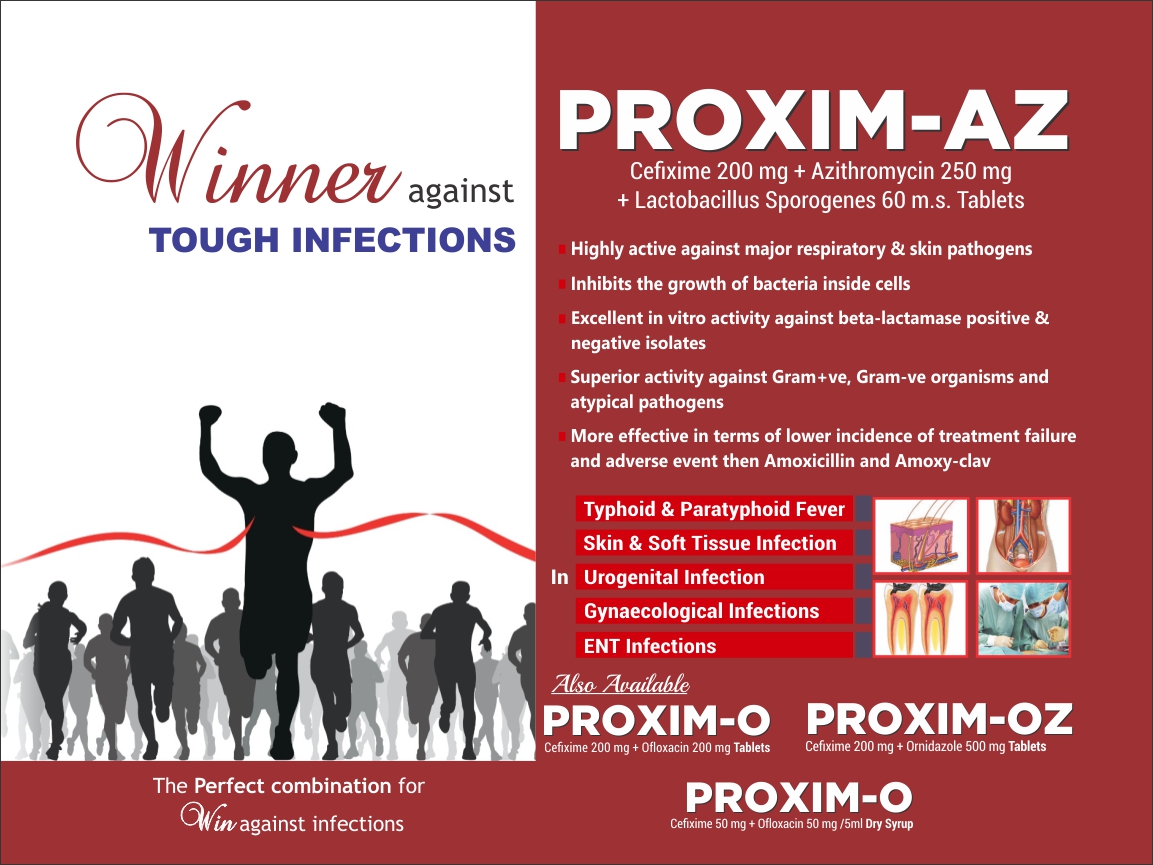 Winner against
TOUGH INFECTIONS
The Perfect combination for
Win against infections
PROXIM-AZ
Cefixime 200 mg + Azithromycin 250 mg
+ Lactobacillus Sporogenes 60 m.s. Tablets
Highly active against major respiratory & skin pathogens
Inhibits the growth of bacteria inside cells
Excellent in vitro activity against beta-lactamase positive &
negative isolates
Superior activity against Gram+ve, Gram-ve organisms and
atypical pathogens
More effective in terms of lower incidence of treatment failure
and adverse event then Amoxicillin and Amoxy-clav
Typhoid & Paratyphoid Fever
Skin & Soft Tissue Infection
In Urogenital Infection
Gynaecological Infections
ENT Infections
Also Available
PROXIM-O
Cefixime 200 mg + Ofloxacin 200 mg Tablets
PROXIM-OZ
Cefixime 200 mg + Ornidazole 500 mg Tablets
PROXIM-O
Cefixime 50 mg + Ofloxacin 50 mg /5ml Dry Syrup